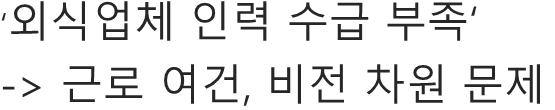 ‘외식업체 인력 수급 부족‘
-> 근로 여건, 비전 차원 문제